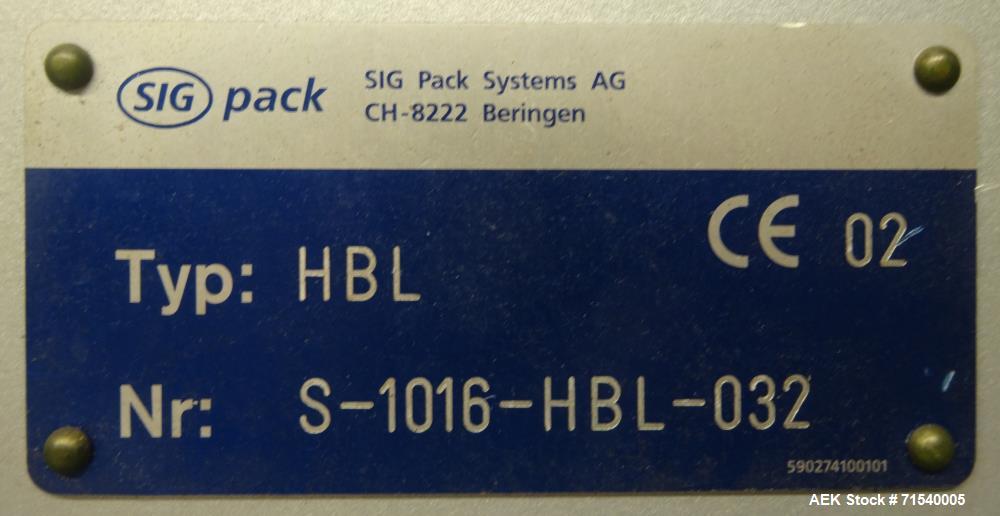 SIG pack
SIG Pack Systems AG
CH-8222 Beringen
CE 02
Typ: HBL
Nr: S-1016-HBL-032
590274100101
AEK Stock # 71540005